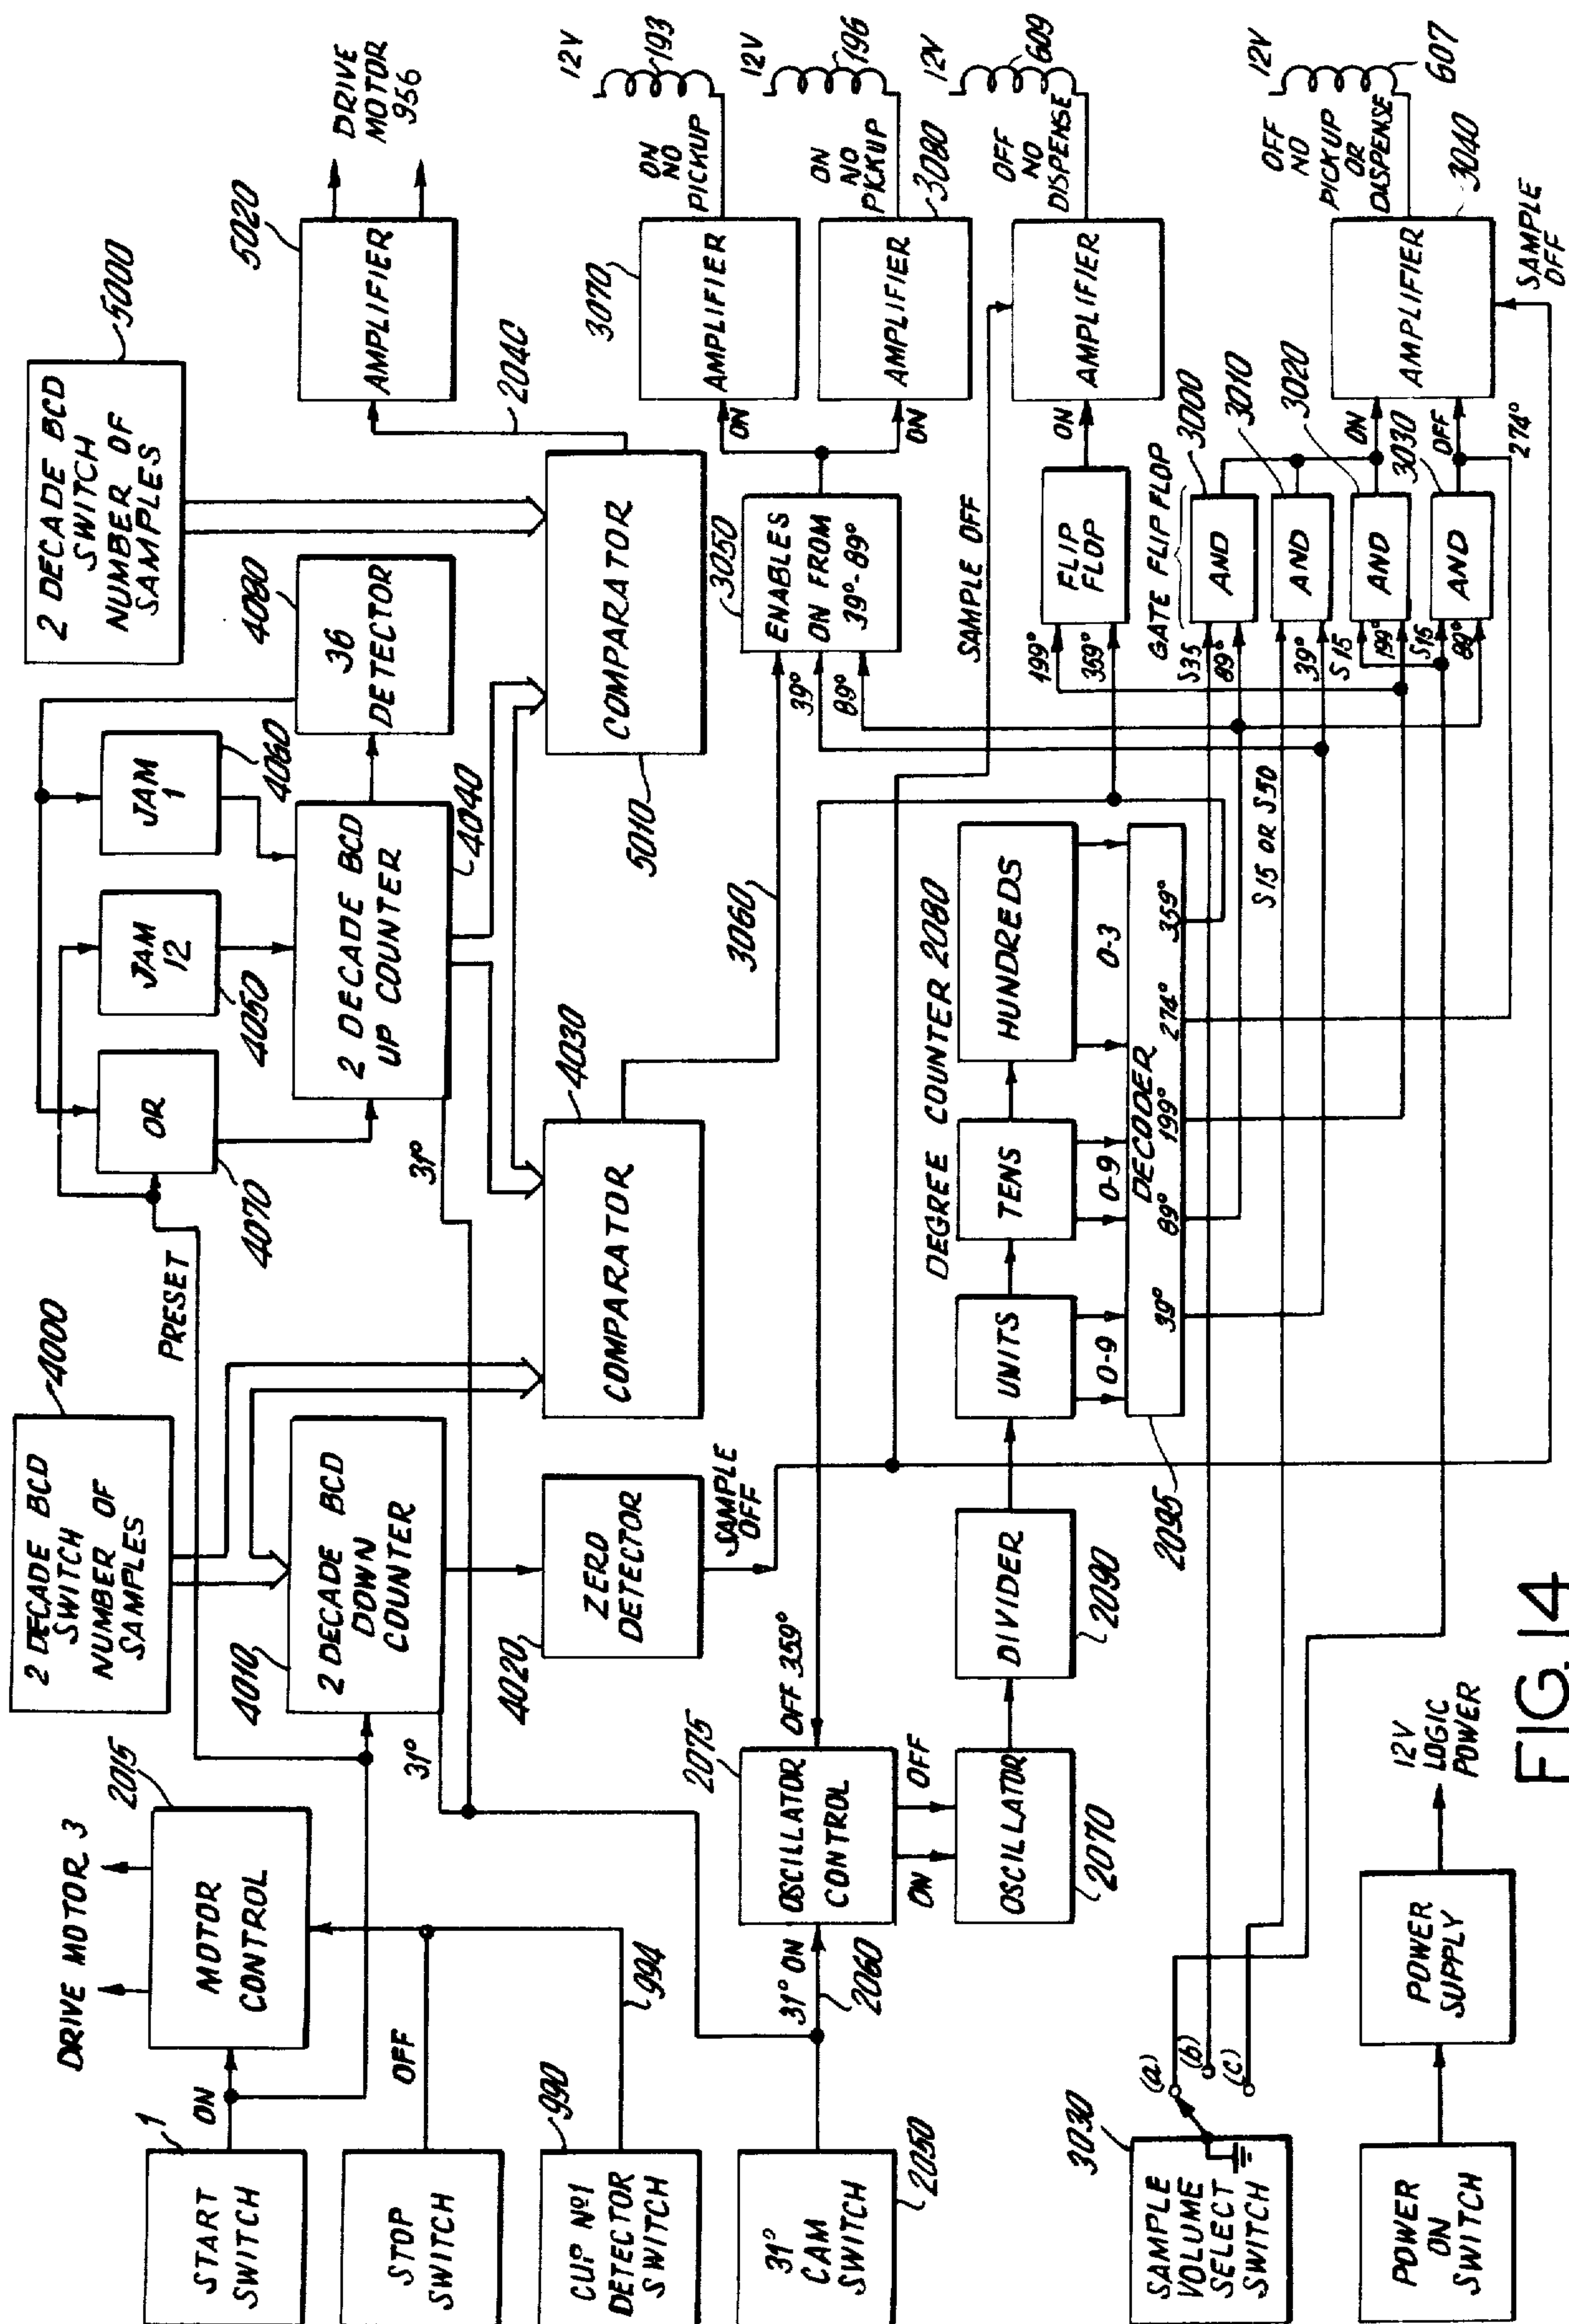 START
SWITCH
1
ON
DRIVE MOTOR 3
MOTOR
CONTROL
2015
STOP
SWITCH
OFF
CUP Nº1
DETECTOR
SWITCH
990
994
31°
CAM
SWITCH
2050
31° ON
2060
OSCILLATOR
CONTROL
2075
OFF 359°
ON
OFF
OSCILLATOR
2070
DIVIDER
2090
2 DECADE BCD
SWITCH
NUMBER OF
SAMPLES
4000
PRESET
2 DECADE BCD
DOWN
COUNTER
4010
31°
ZERO
DETECTOR
4020
SAMPLE
OFF
OR
4070
JAM
12
4050
JAM
1
4060
2 DECADE BCD
UP COUNTER
4040
31°
36
DETECTOR
4080
COMPARATOR
4030
3060
2 DECADE BCD
SWITCH
NUMBER OF
SAMPLES
5000
COMPARATOR
5010
2040
AMPLIFIER
5020
DRIVE
MOTOR
956
DEGREE COUNTER 2080
UNITS
TENS
HUNDREDS
0-9
0-9
0-3
DECODER
39°
89°
199°
274°
359°
2095
ENABLES
ON FROM
39°-89°
3050
39°
89°
ON
ON
AMPLIFIER
3070
ON
NO
PICKUP
12V
193
AMPLIFIER
3080
ON
NO
PICKUP
12V
196
SAMPLE OFF
199°
359°
FLIP
FLOP
ON
AMPLIFIER
OFF
NO
DISPENSE
12V
609
GATE FLIP FLOP
S35
89°
AND
3000
S15 OR S50
39°
AND
3010
S15
199°
AND
3020
S15
89°
AND
3030
ON
OFF
274°
AMPLIFIER
3040
SAMPLE
OFF
OFF
NO
PICKUP
OR
DISPENSE
12V
607
SAMPLE
VOLUME
SELECT
SWITCH
3030
(a)
(b)
(c)
POWER
ON
SWITCH
POWER
SUPPLY
12V
LOGIC
POWER
FIG. 14